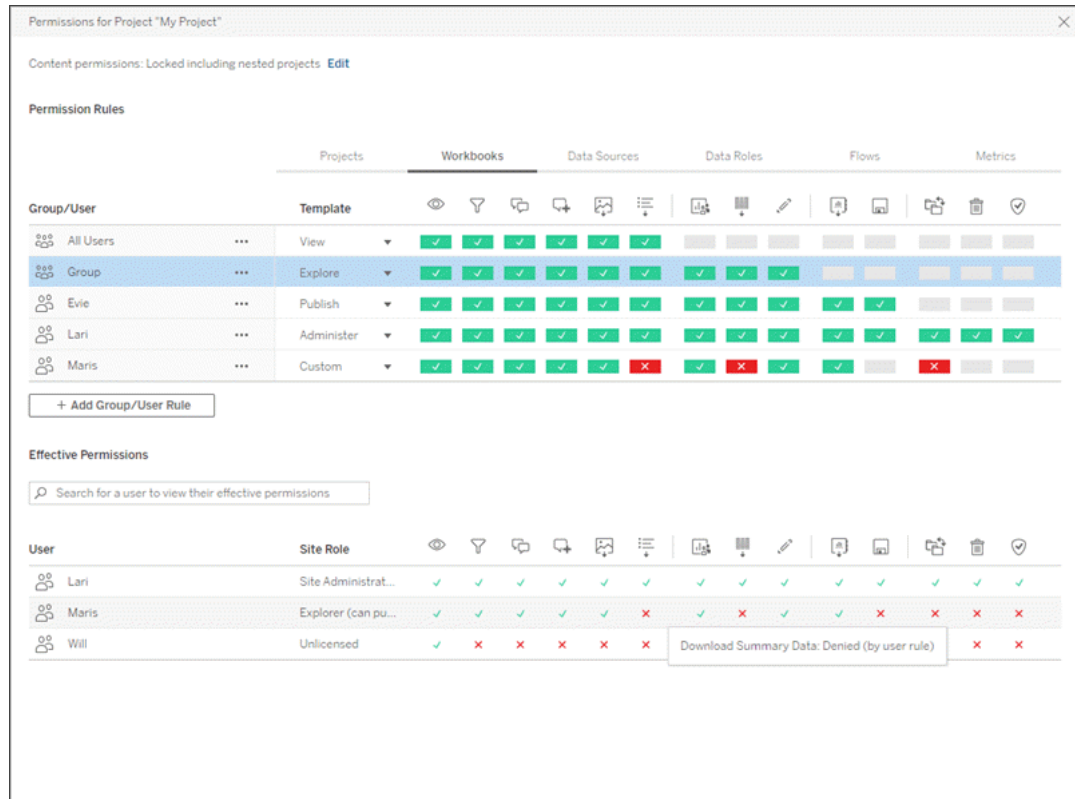 Permissions for Project "My Project"
Content permissions: Locked including nested projects Edit
Permission Rules
Projects Workbooks Data Sources Data Roles Flows Metrics
Group/User Template
All Users ••• View
Group ••• Explore
Evie ••• Publish
Lari ••• Administer
Maris ••• Custom
+ Add Group/User Rule
Effective Permissions
Search for a user to view their effective permissions
User Site Role
Lari Site Administrat...
Maris Explorer (can pu...
Will Unlicensed
Download Summary Data: Denied (by user rule)